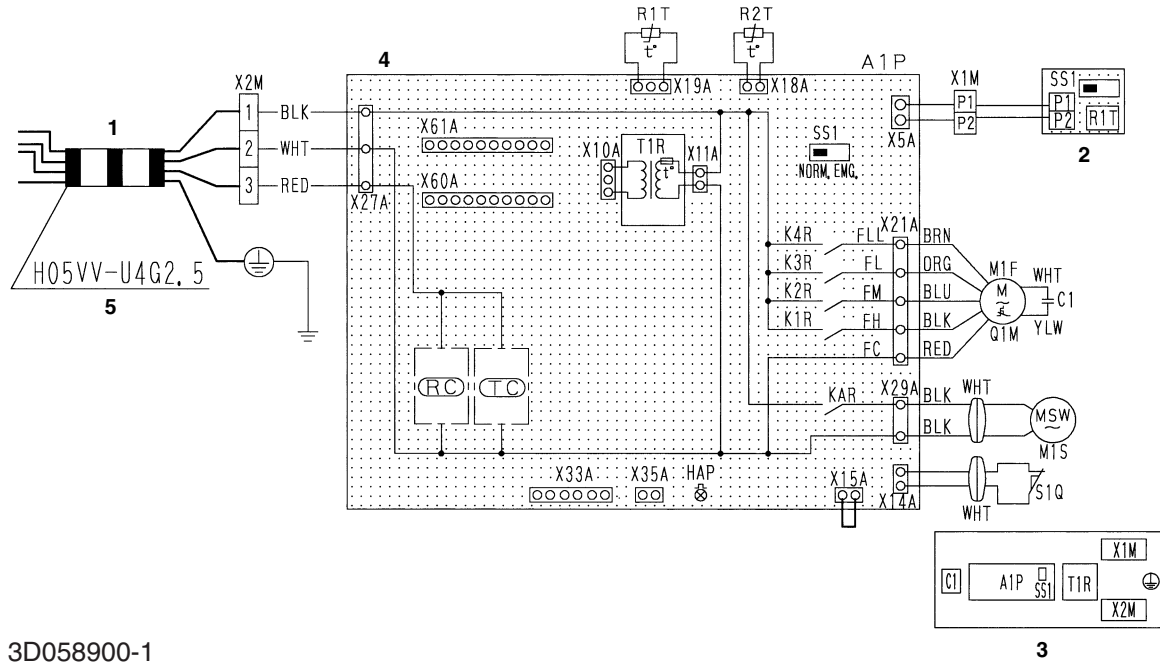 R1T
R2T
t°
t°
4
A1P
X2M
X19A
X18A
X1M
SS1
1
1
BLK
X61A
P1
P2
P1
P2
R1T
X5A
2
WHT
X10A
T1R
t°
X11A
SS1
NORM. EMG.
2
3
RED
X27A
X60A
X21A
K4R
FLL
BRN
K3R
FL
ORG
M1F
WHT
H05VV-U4G2.5
K2R
FM
BLU
M
~
C1
5
K1R
FH
BLK
Q1M
YLW
FC
RED
RC
TC
KAR
X29A
BLK
WHT
MSW
~
BLK
M1S
X33A
X35A
HAP
X15A
X14A
S1Q
WHT
X1M
C1
A1P
SS1
T1R
X2M
3D058900-1
3